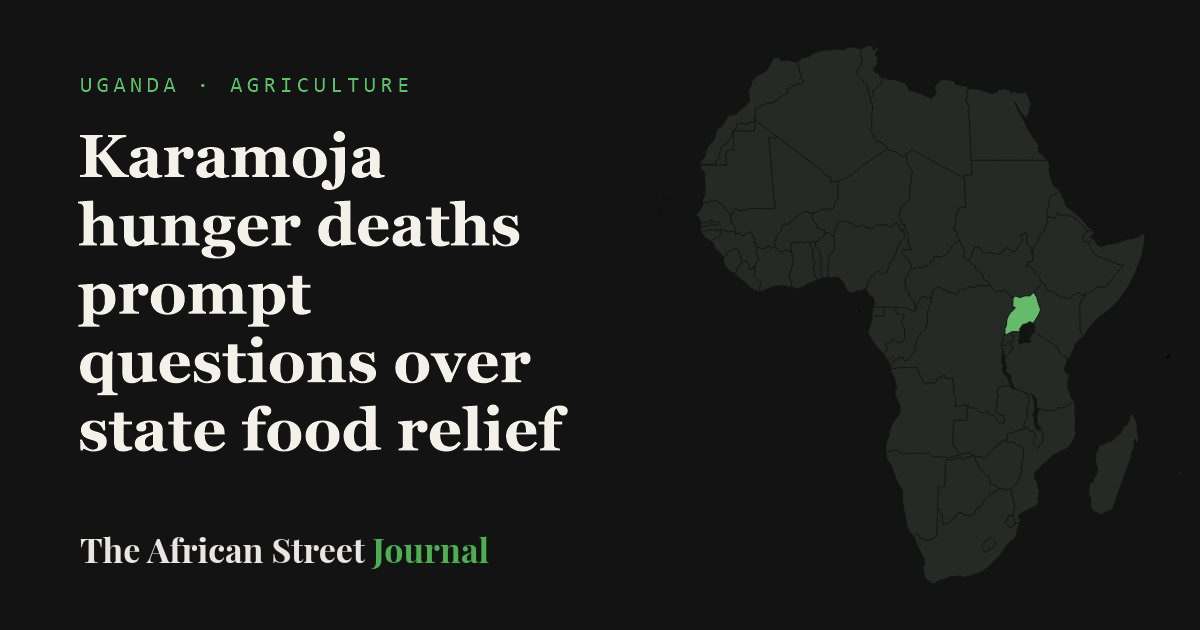 UGANDA · AGRICULTURE
Karamoja
hunger deaths
prompt
questions over
state food relief
The African Street Journal